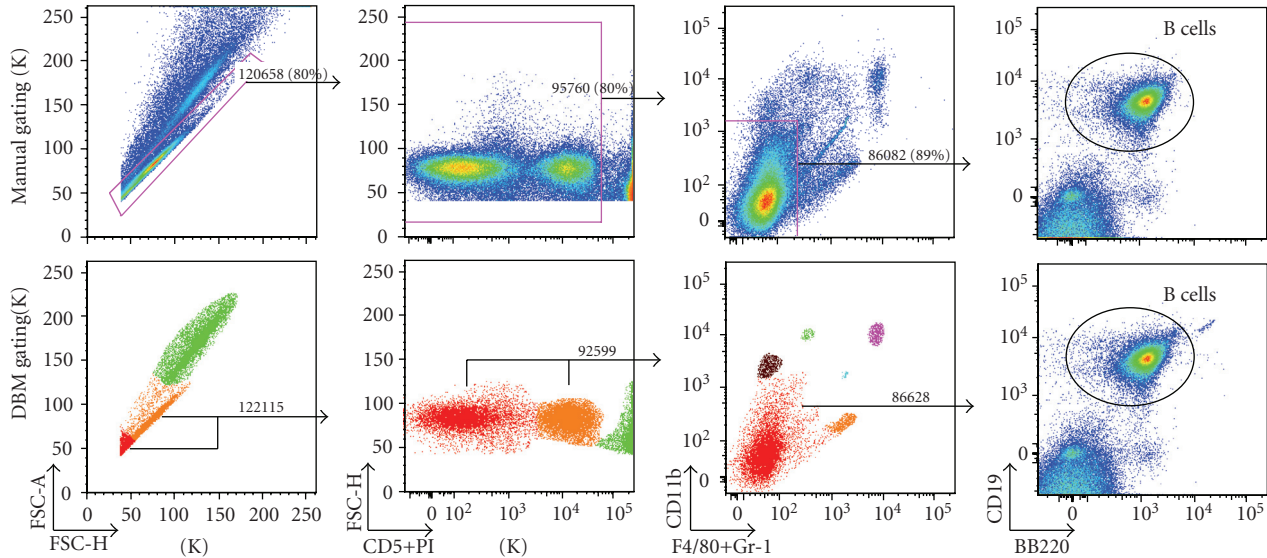 Manual gating (K)
250
200
150
100
50
0
120658 (80%)
250
200
150
100
50
0
95760 (80%)
10^5
10^4
10^3
10^2
0
86082 (89%)
10^5
10^4
10^3
0
B cells
DBM gating(K)
FSC-A
250
200
150
100
50
0
122115
0 50 100 150 200 250
FSC-H
(K)
FSC-H
250
200
150
100
50
0
92599
0 10^2 10^3 10^4 10^5
CD5+PI
(K)
CD11b
10^5
10^4
10^3
10^2
0
86628
0 10^2 10^3 10^4 10^5
F4/80+Gr-1
CD19
10^5
10^4
10^3
0
B cells
0 10^2 10^3 10^4 10^5
BB220